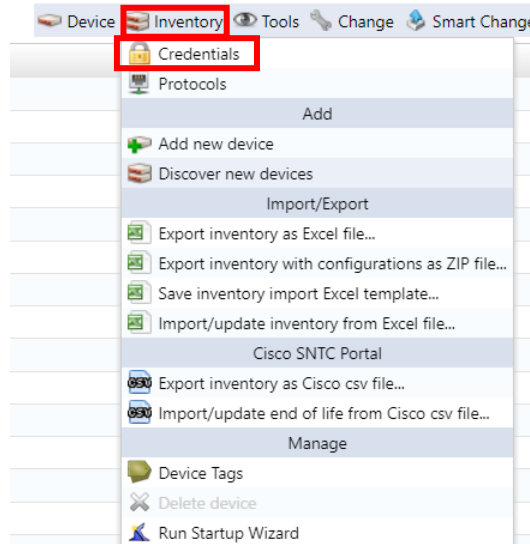 Device Inventory Tools Change Smart Change
Credentials
Protocols
Add
Add new device
Discover new devices
Import/Export
Export inventory as Excel file...
Export inventory with configurations as ZIP file...
Save inventory import Excel template...
Import/update inventory from Excel file...
Cisco SNTC Portal
CSV Export inventory as Cisco csv file...
CSV Import/update end of life from Cisco csv file...
Manage
Device Tags
Delete device
Run Startup Wizard